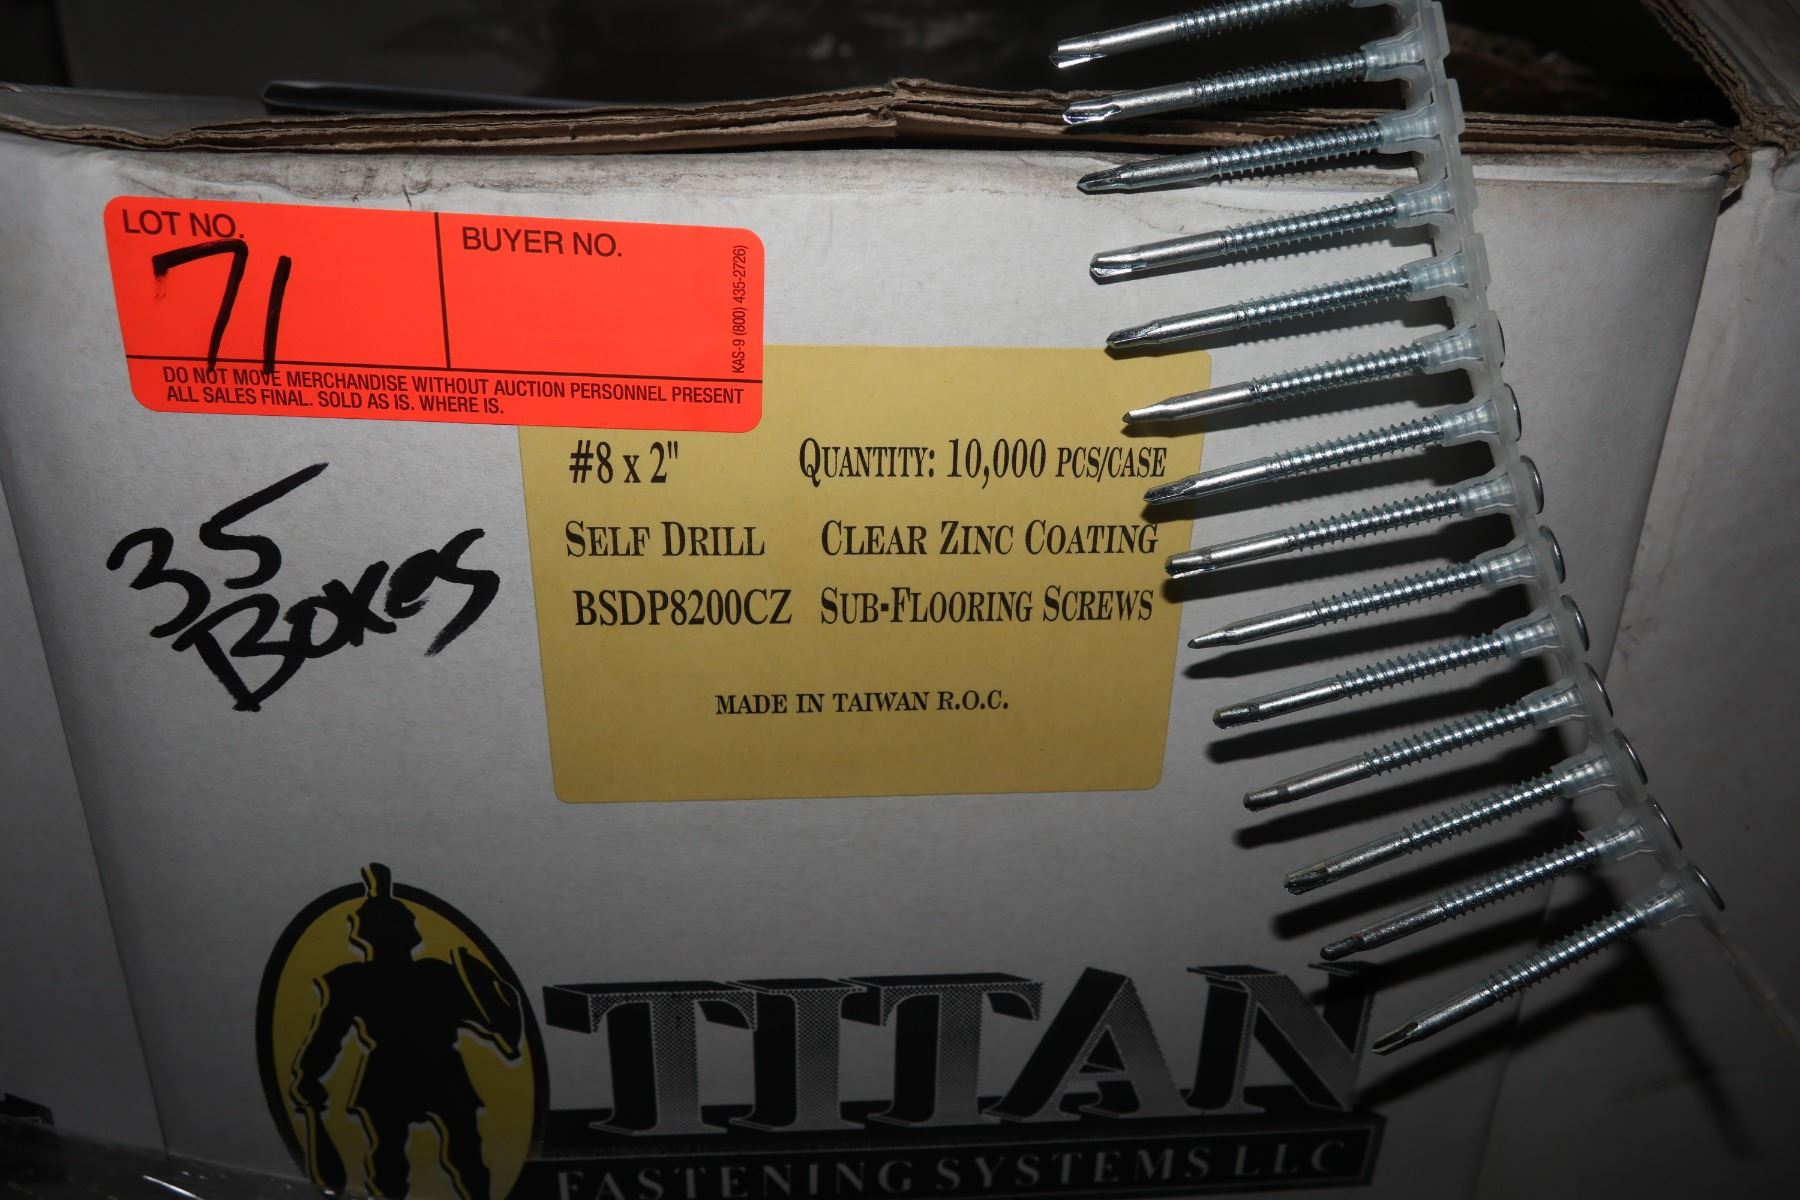 LOT NO.
71
BUYER NO.
KAS-9 (800) 435-2726)
DO NOT MOVE MERCHANDISE WITHOUT AUCTION PERSONNEL PRESENT
ALL SALES FINAL. SOLD AS IS. WHERE IS.
35
BOXES
#8 x 2" QUANTITY: 10,000 PCS/CASE
SELF DRILL CLEAR ZINC COATING
BSDP8200CZ SUB-FLOORING SCREWS
MADE IN TAIWAN R.O.C.
TITAN
FASTENING SYSTEMS LLC